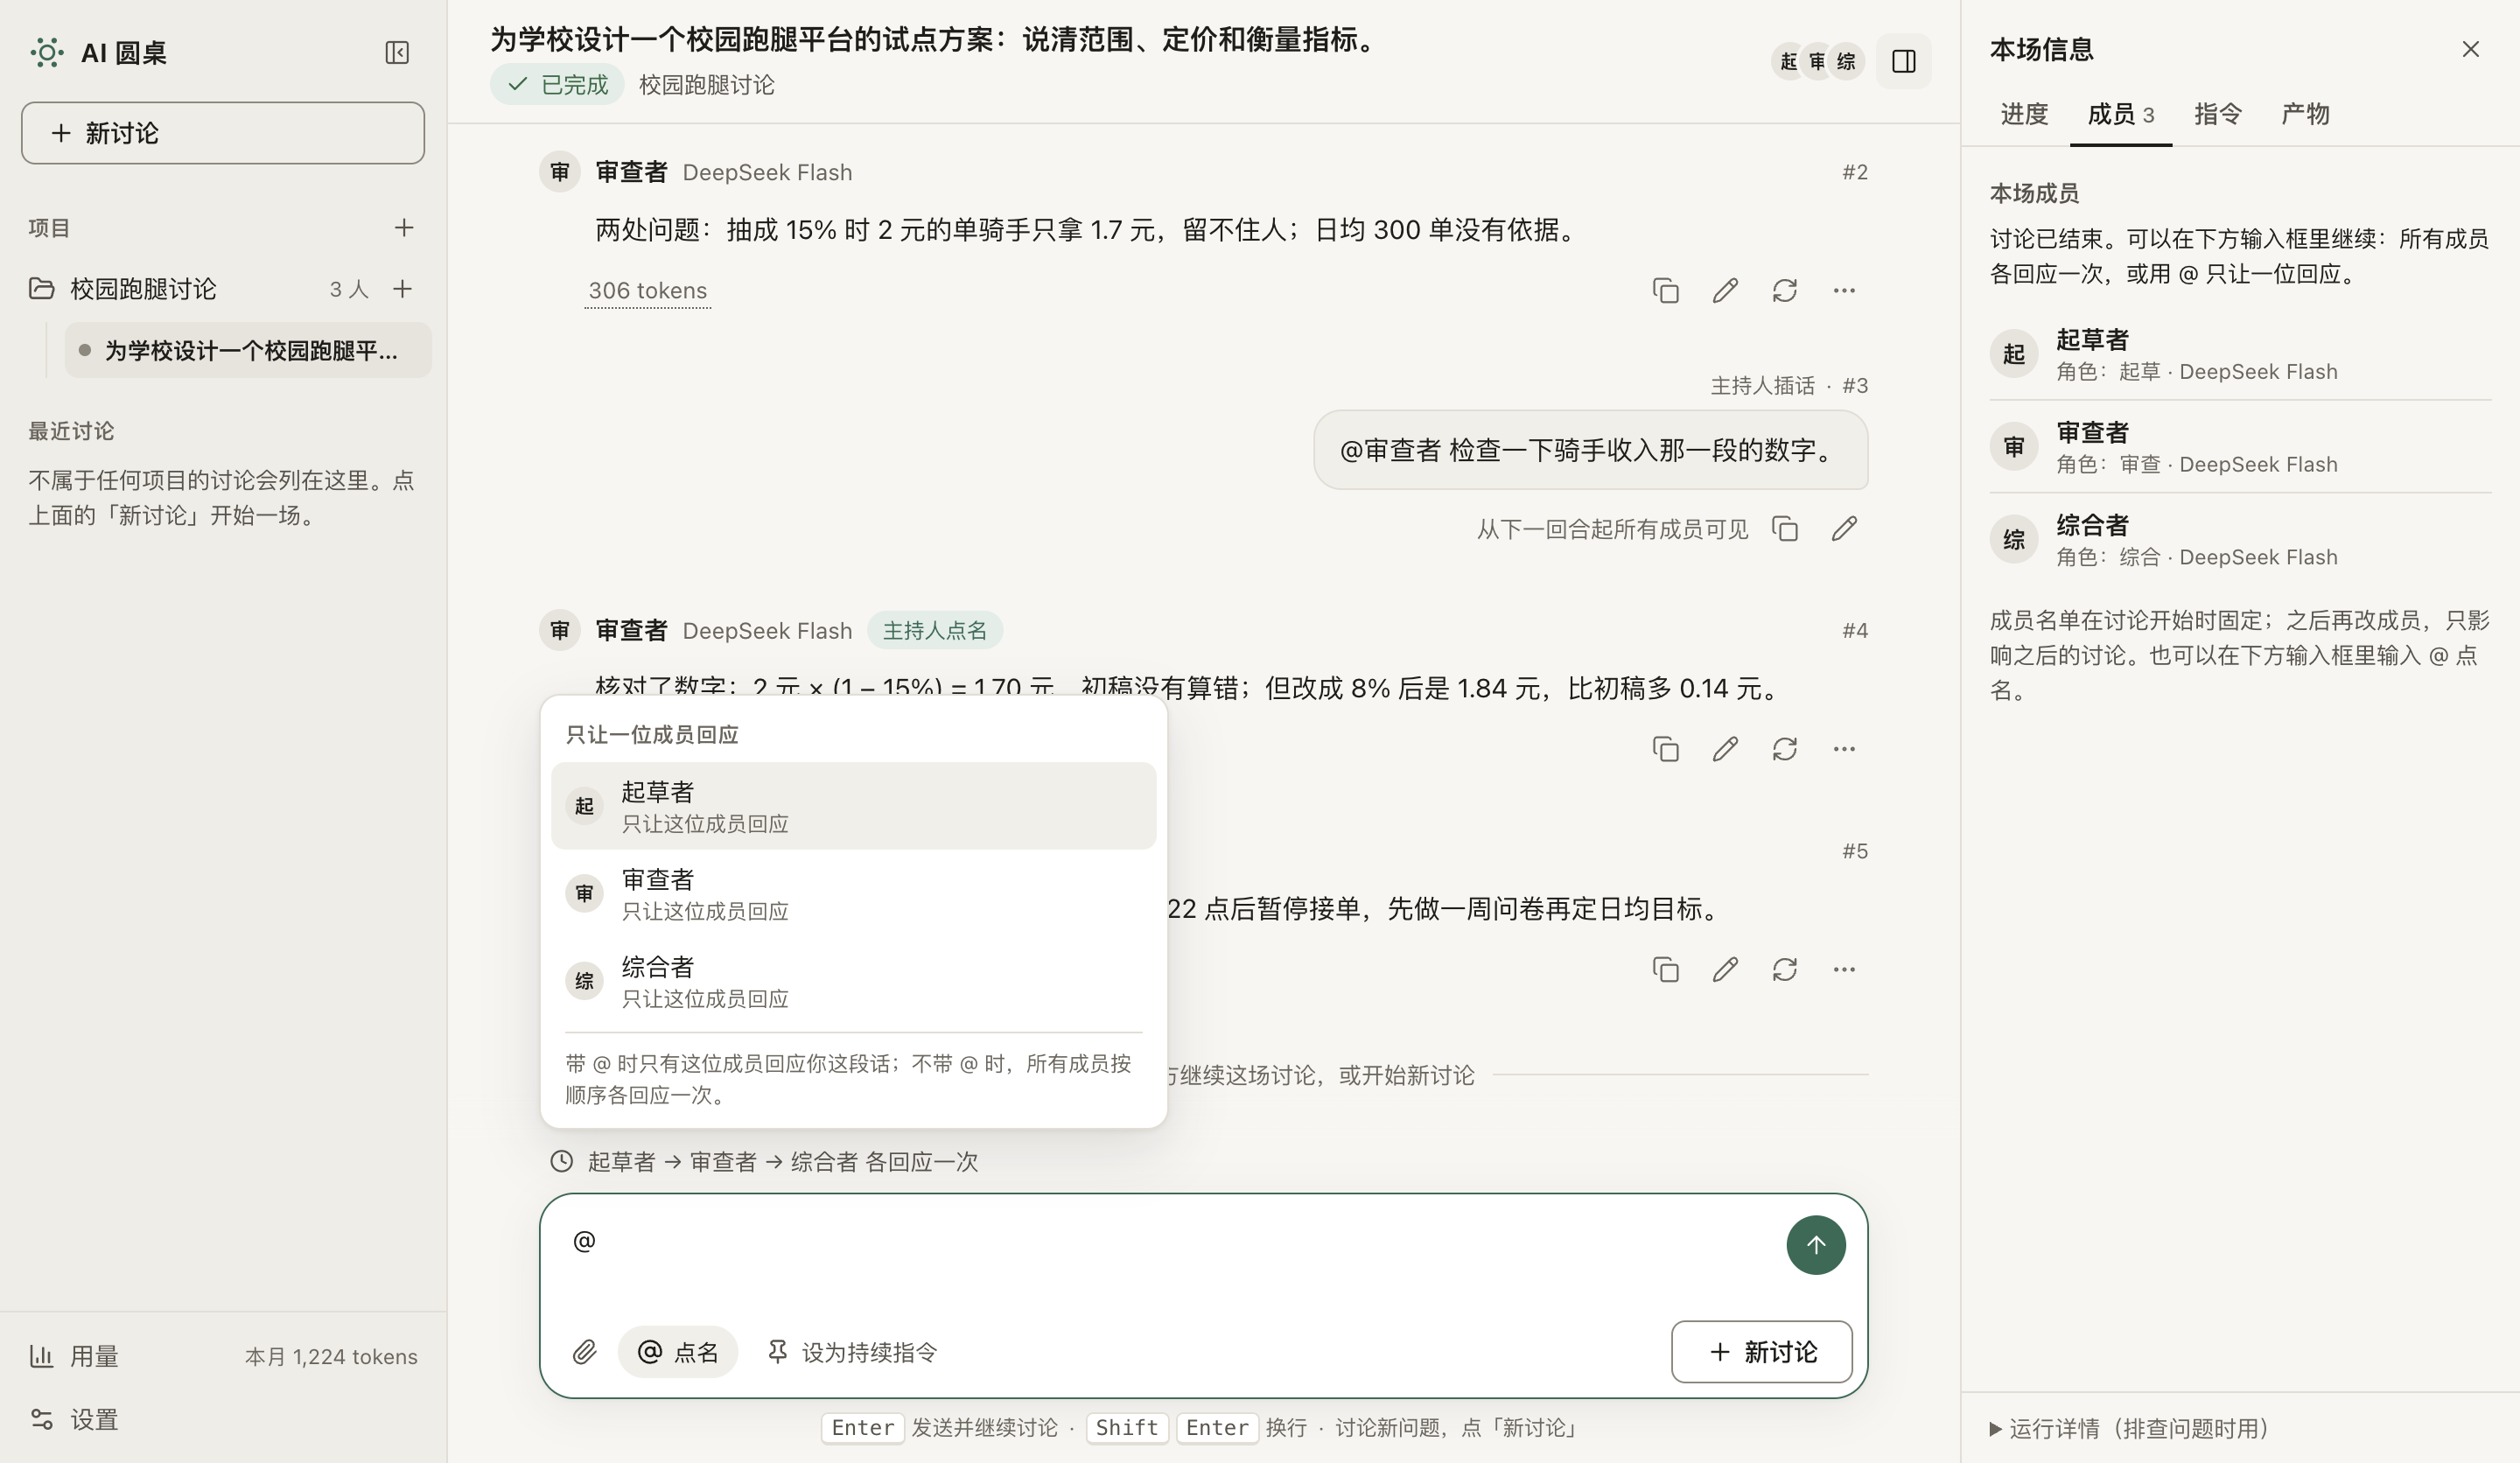 AI 圆桌
新讨论
项目
校园跑腿讨论 3 人
为学校设计一个校园跑腿平...
最近讨论
不属于任何项目的讨论会列在这里。点
上面的「新讨论」开始一场。
用量 本月 1,224 tokens
设置
为学校设计一个校园跑腿平台的试点方案：说清范围、定价和衡量指标。
已完成 校园跑腿讨论
起 审 综
审 审查者 DeepSeek Flash #2
两处问题：抽成 15% 时 2 元的单骑手只拿 1.7 元，留不住人；日均 300 单没有依据。
306 tokens
主持人插话 · #3
@审查者 检查一下骑手收入那一段的数字。
从下一回合起所有成员可见
审 审查者 DeepSeek Flash 主持人点名 #4
核对了数字：2 元 × (1 – 15%) = 1.70 元，初稿没有算错；但改成 8% 后是 1.84 元，比初稿多 0.14 元。
只让一位成员回应
起 起草者
只让这位成员回应
审 审查者
只让这位成员回应
综 综合者
只让这位成员回应
带 @ 时只有这位成员回应你这段话；不带 @ 时，所有成员按
顺序各回应一次。
#5
22 点后暂停接单，先做一周问卷再定日均目标。
继续这场讨论，或开始新讨论
起草者 → 审查者 → 综合者 各回应一次
@
@ 点名 设为持续指令 新讨论
Enter 发送并继续讨论 · Shift Enter 换行 · 讨论新问题，点「新讨论」
本场信息
进度 成员 3 指令 产物
本场成员
讨论已结束。可以在下方输入框里继续：所有成员
各回应一次，或用 @ 只让一位回应。
起 起草者
角色：起草 · DeepSeek Flash
审 审查者
角色：审查 · DeepSeek Flash
综 综合者
角色：综合 · DeepSeek Flash
成员名单在讨论开始时固定；之后再改成员，只影
响之后的讨论。也可以在下方输入框里输入 @ 点
名。
运行详情（排查问题时用）